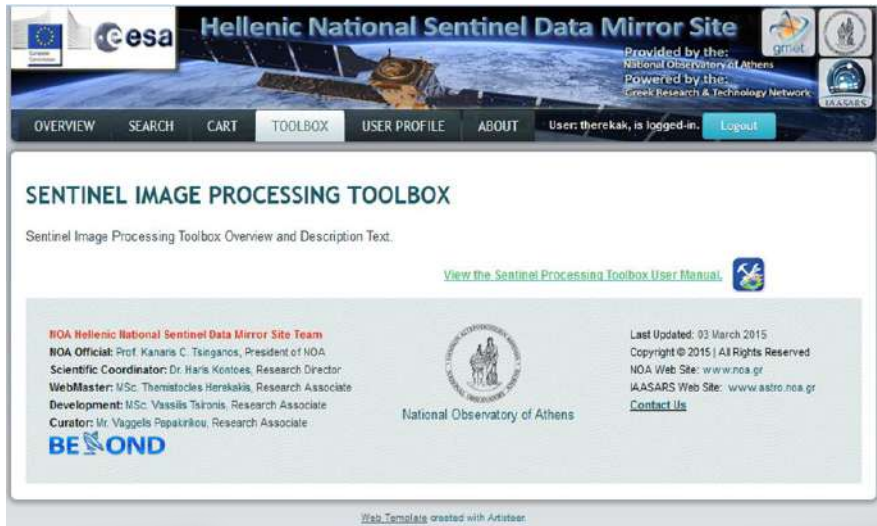 esa
Hellenic National Sentinel Data Mirror Site
Provided by the:
National Observatory of Athens
Powered by the:
Greek Research & Technology Network
grnet
IAASARS
OVERVIEW SEARCH CART TOOLBOX USER PROFILE ABOUT User: therekak, is logged-in. Logout
SENTINEL IMAGE PROCESSING TOOLBOX
Sentinel Image Processing Toolbox Overview and Description Text.
View the Sentinel Processing Toolbox User Manual.
NOA Hellenic National Sentinel Data Mirror Site Team
NOA Official: Prof. Kanaris C. Tsinganos, President of NOA
Scientific Coordinator: Dr. Haris Kontoes, Research Director
WebMaster: MSc. Themistocles Herekakis, Research Associate
Development: MSc. Vassilis Tsironis, Research Associate
Curator: Mr. Vaggelis Papakirikou, Research Associate
BEYOND
National Observatory of Athens
Last Updated: 03 March 2015
Copyright © 2015 | All Rights Reserved
NOA Web Site: www.noa.gr
IAASARS Web Site: www.astro.noa.gr
Contact Us
Web Template created with Artisteer.